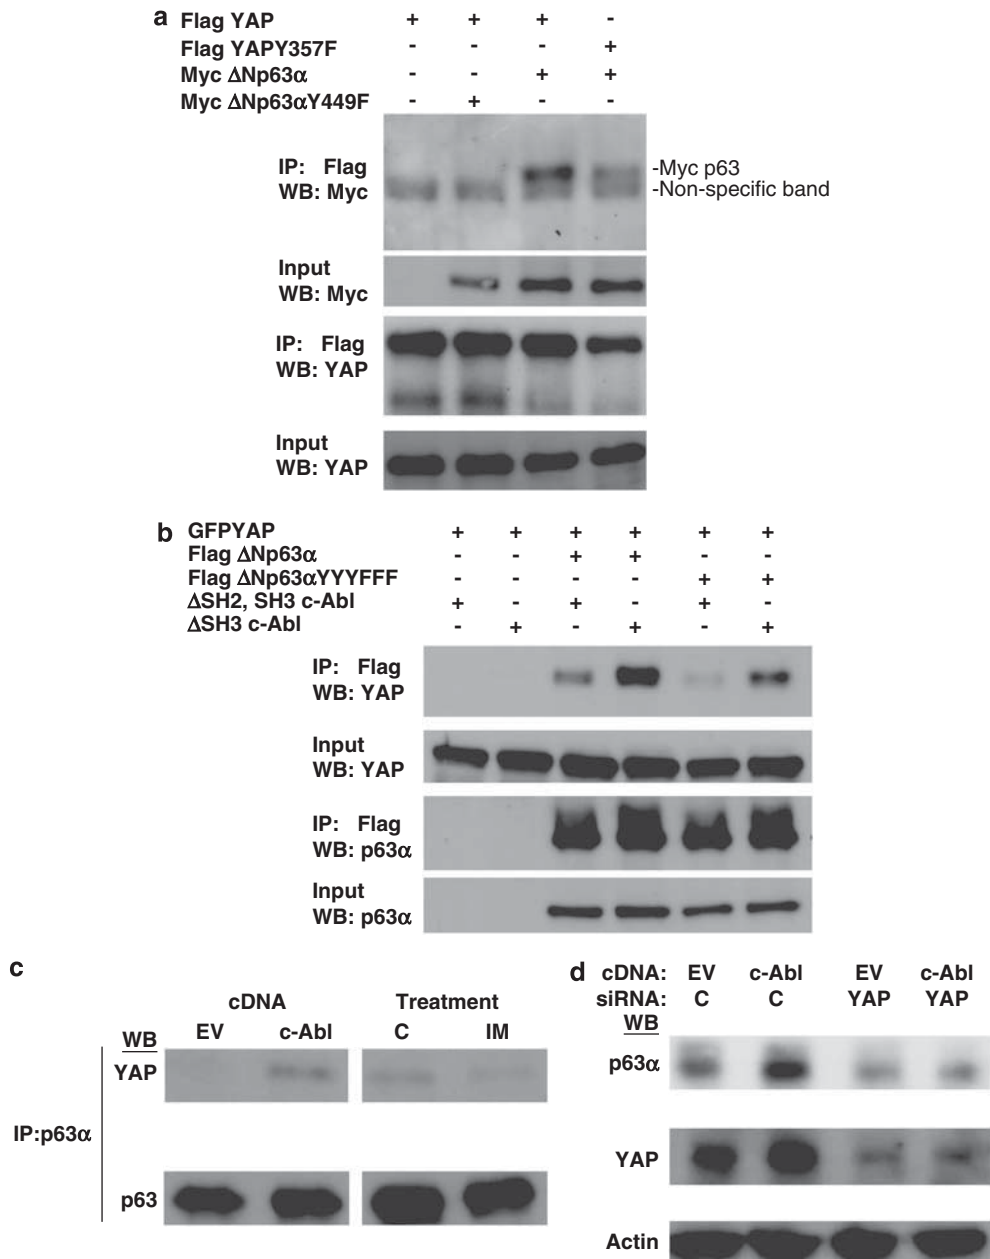 a Flag YAP + + + -
Flag YAPY357F - - - +
Myc ΔNp63α - - + +
Myc ΔNp63αY449F - + - -
IP: Flag
WB: Myc
-Myc p63
-Non-specific band
Input
WB: Myc
IP: Flag
WB: YAP
Input
WB: YAP
b GFPYAP + + + + + +
Flag ΔNp63α - - + + - -
Flag ΔNp63αYYYFFF - - - - + +
ΔSH2, SH3 c-Abl + - + - + -
ΔSH3 c-Abl - + - + - +
IP: Flag
WB: YAP
Input
WB: YAP
IP: Flag
WB: p63α
Input
WB: p63α
c
cDNA Treatment
WB EV c-Abl C IM
YAP
IP:p63α
p63
d cDNA: EV c-Abl EV c-Abl
siRNA: C C YAP YAP
WB
p63α
YAP
Actin